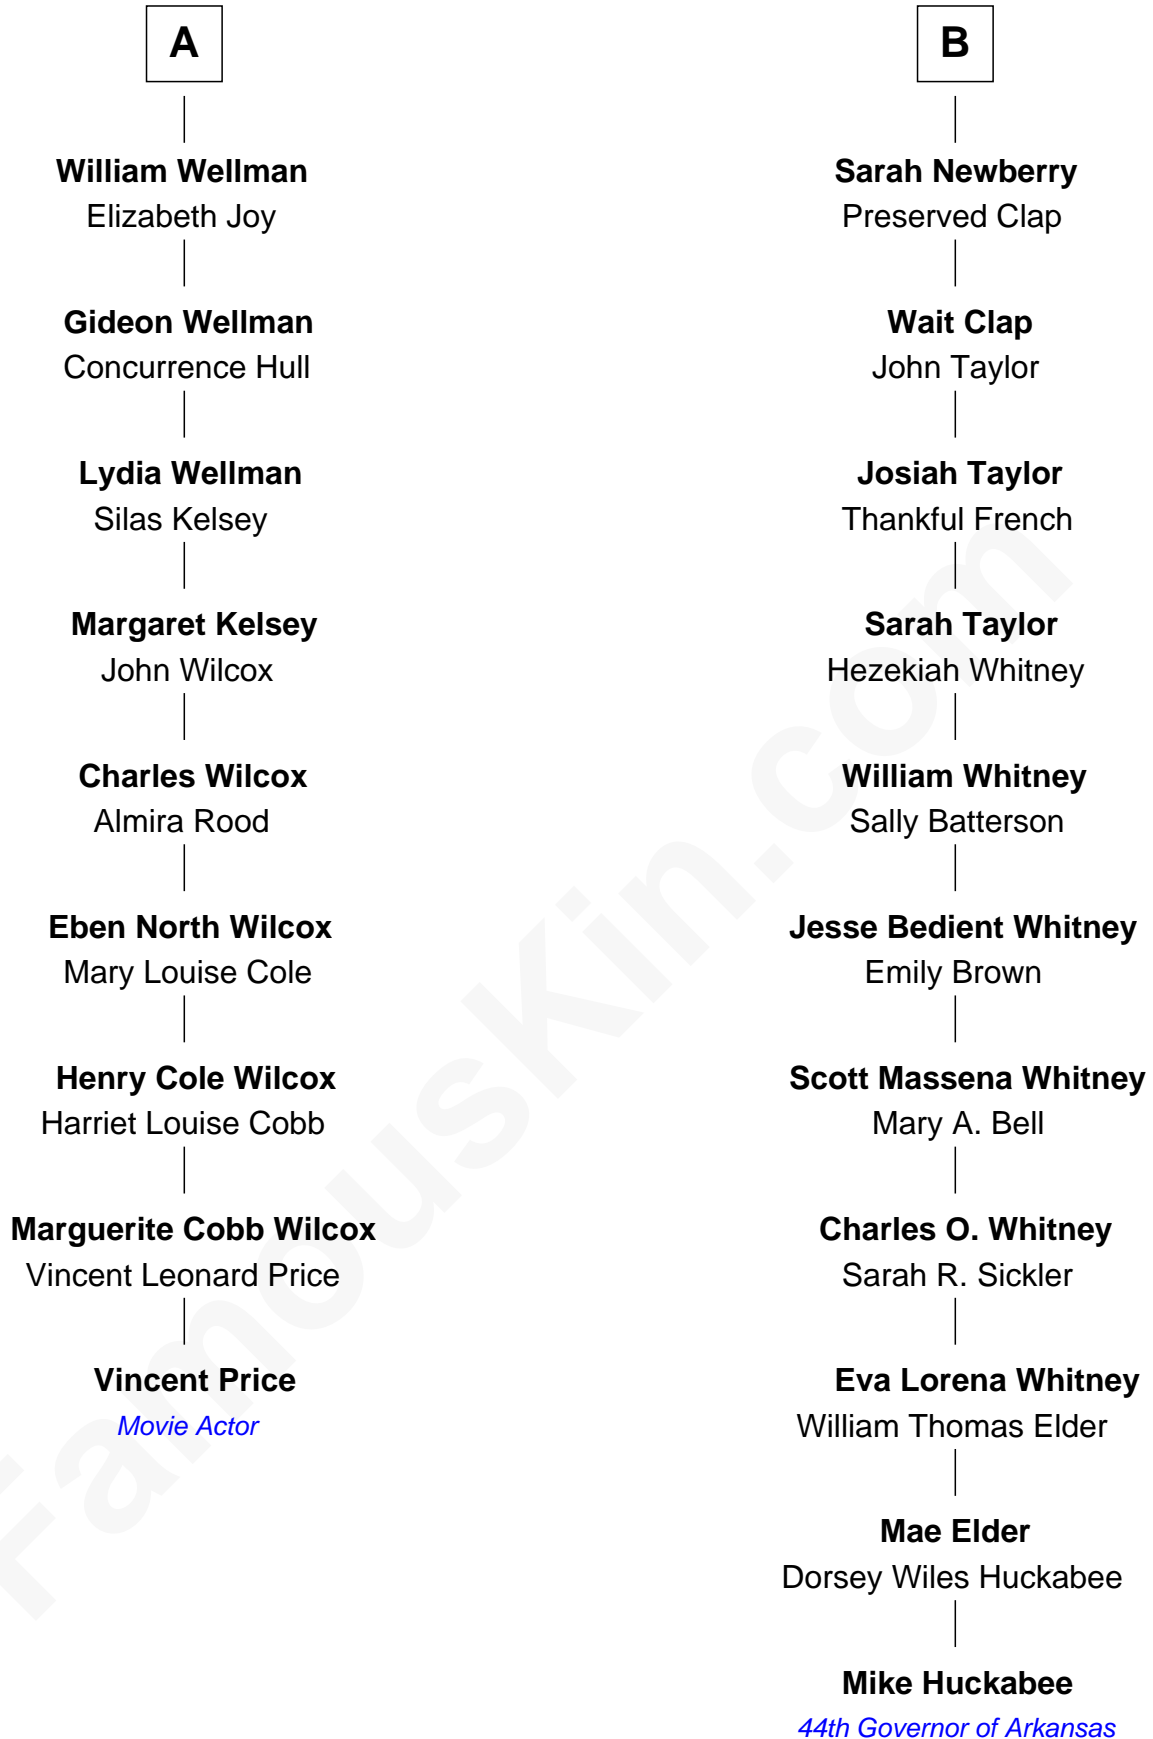 A
William Wellman
Elizabeth Joy
Gideon Wellman
Concurrence Hull
Lydia Wellman
Silas Kelsey
Margaret Kelsey
John Wilcox
Charles Wilcox
Almira Rood
Eben North Wilcox
Mary Louise Cole
Henry Cole Wilcox
Harriet Louise Cobb
Marguerite Cobb Wilcox
Vincent Leonard Price
Vincent Price
Movie Actor
B
Sarah Newberry
Preserved Clap
Wait Clap
John Taylor
Josiah Taylor
Thankful French
Sarah Taylor
Hezekiah Whitney
William Whitney
Sally Batterson
Jesse Bedient Whitney
Emily Brown
Scott Massena Whitney
Mary A. Bell
Charles O. Whitney
Sarah R. Sickler
Eva Lorena Whitney
William Thomas Elder
Mae Elder
Dorsey Wiles Huckabee
Mike Huckabee
44th Governor of Arkansas
FamousKin.com